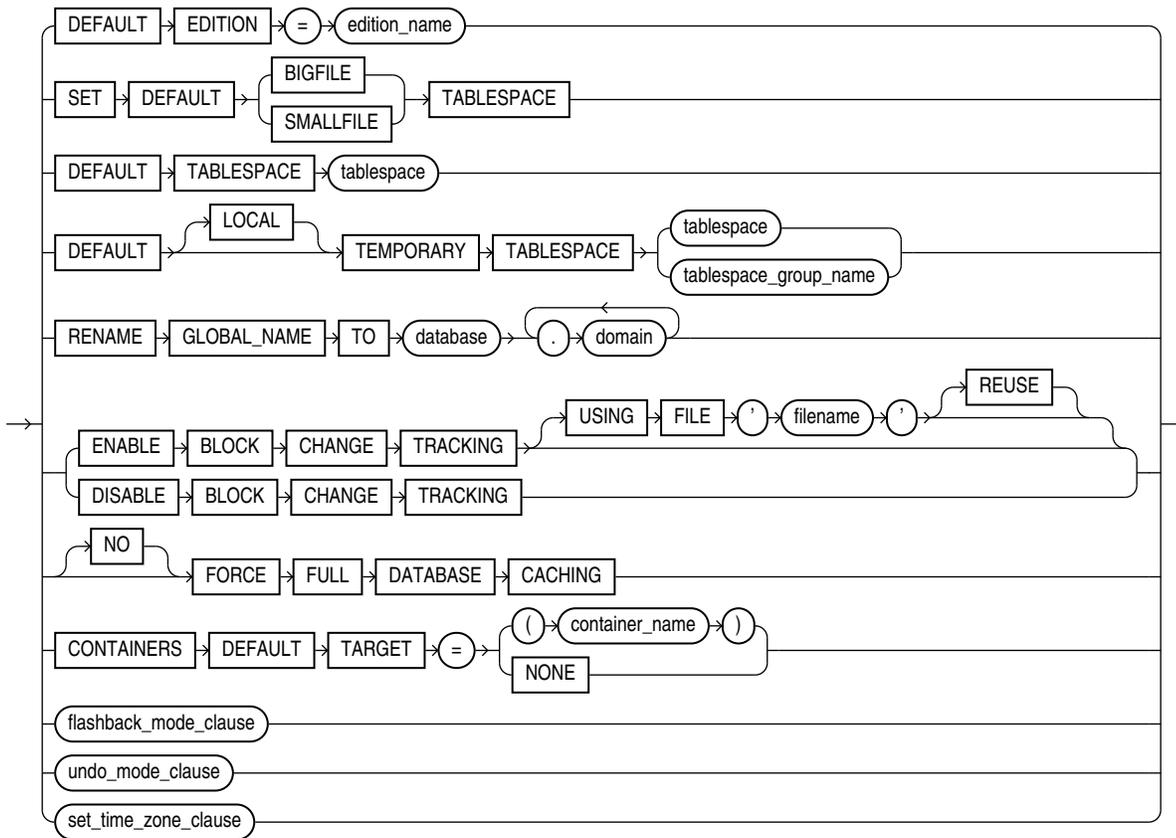 DEFAULT EDITION = edition_name
BIGFILE
SET DEFAULT TABLESPACE
SMALLFILE
DEFAULT TABLESPACE tablespace
LOCAL
tablespace
DEFAULT TEMPORARY TABLESPACE
tablespace_group_name
RENAME GLOBAL_NAME TO database . domain
REUSE
USING FILE ’ filename ’
ENABLE BLOCK CHANGE TRACKING
DISABLE BLOCK CHANGE TRACKING
NO
FORCE FULL DATABASE CACHING
( container_name )
CONTAINERS DEFAULT TARGET =
NONE
flashback_mode_clause
undo_mode_clause
set_time_zone_clause